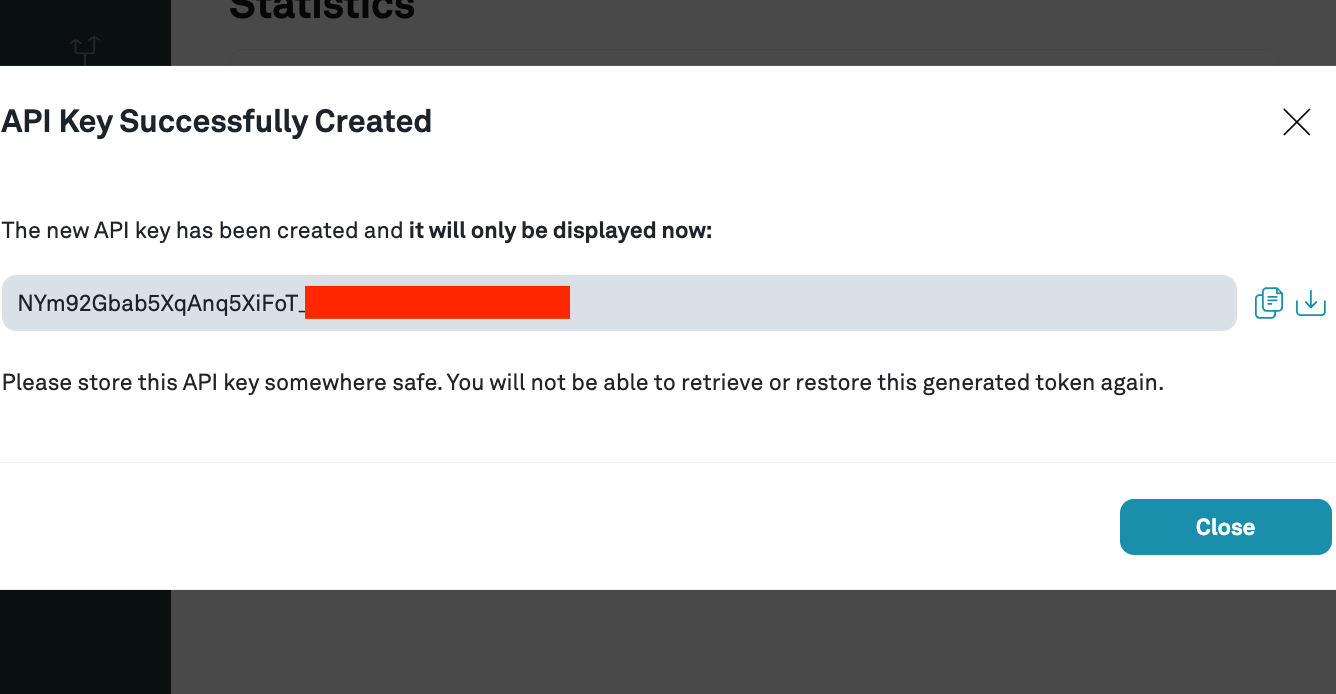 Statistics
API Key Successfully Created
The new API key has been created and it will only be displayed now:
NYm92Gbab5XqAnq5XiFoT_
Please store this API key somewhere safe. You will not be able to retrieve or restore this generated token again.
Close